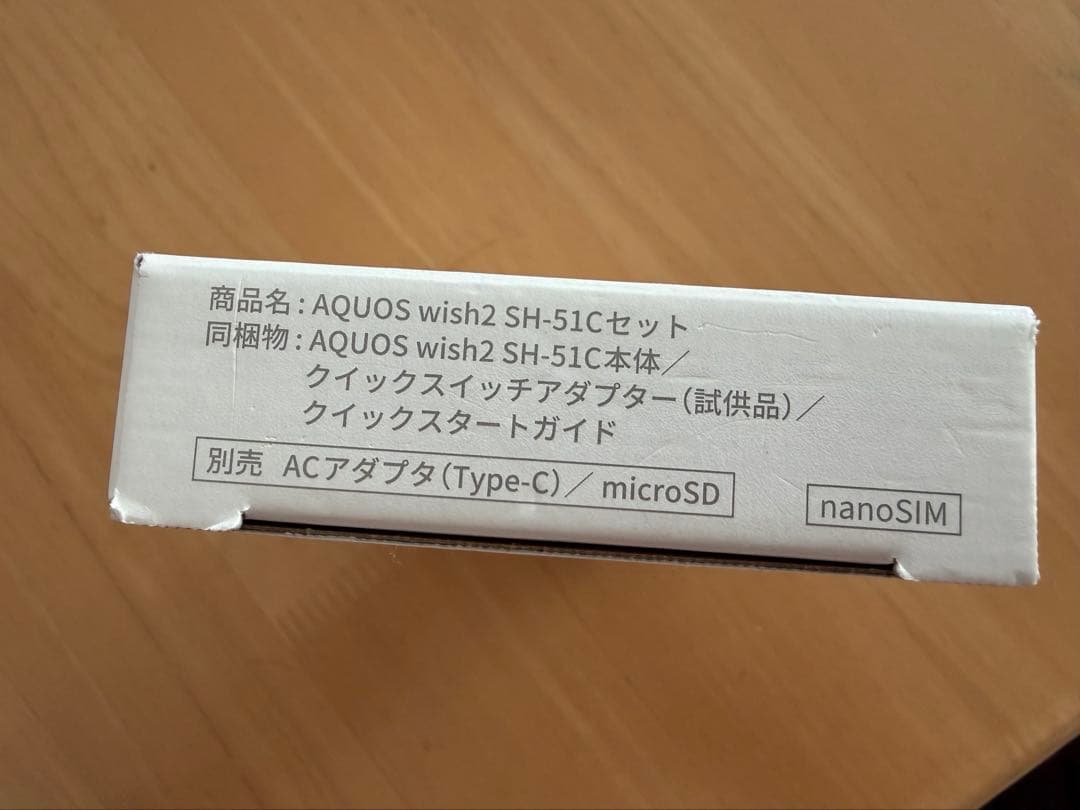 商品名：AQUOS wish2 SH-51Cセット
同梱物：AQUOS wish2 SH-51C本体／
クイックスイッチアダプター（試供品）／
クイックスタートガイド
別売 ACアダプタ（Type-C）／ microSD
nanoSIM